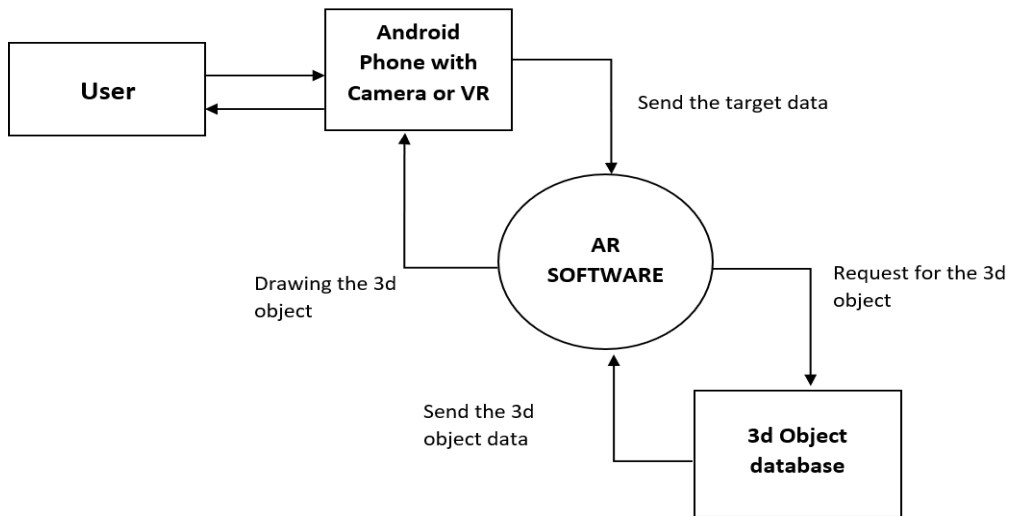 Android
Phone with
Camera or VR
User
Send the target data
AR
SOFTWARE
Drawing the 3d
object
Request for the 3d
object
Send the 3d
object data
3d Object
database